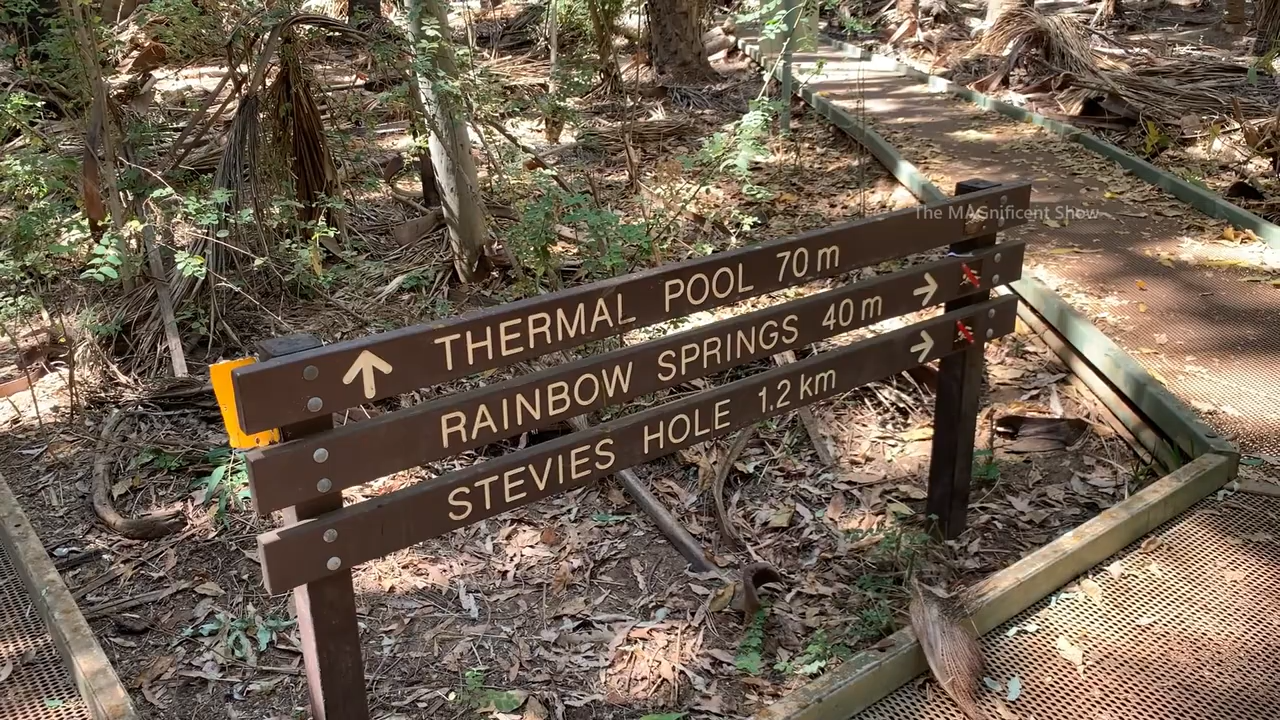 The MAGnificent Show
↑ THERMAL POOL 70 m
RAINBOW SPRINGS 40 m →
STEVIES HOLE 1.2 km →